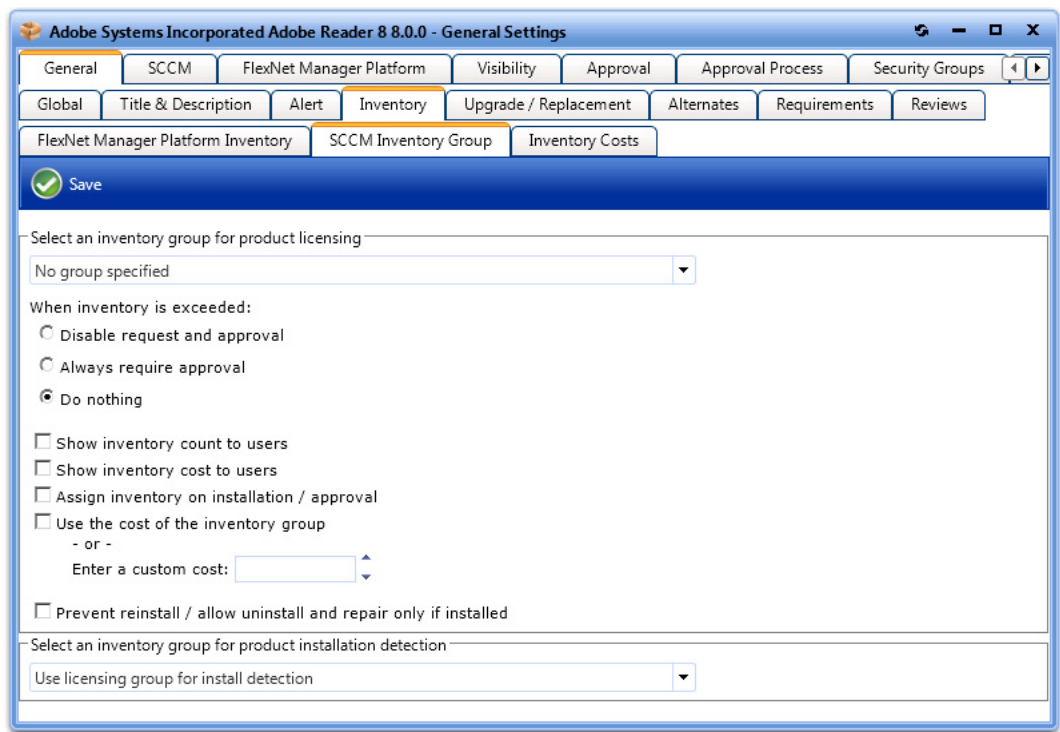 Adobe Systems Incorporated Adobe Reader 8 8.0.0 - General Settings
General SCCM FlexNet Manager Platform Visibility Approval Approval Process Security Groups
Global Title & Description Alert Inventory Upgrade / Replacement Alternates Requirements Reviews
FlexNet Manager Platform Inventory SCCM Inventory Group Inventory Costs
Save
Select an inventory group for product licensing
No group specified
When inventory is exceeded:
Disable request and approval
Always require approval
Do nothing
Show inventory count to users
Show inventory cost to users
Assign inventory on installation / approval
Use the cost of the inventory group
- or -
Enter a custom cost:
Prevent reinstall / allow uninstall and repair only if installed
Select an inventory group for product installation detection
Use licensing group for install detection